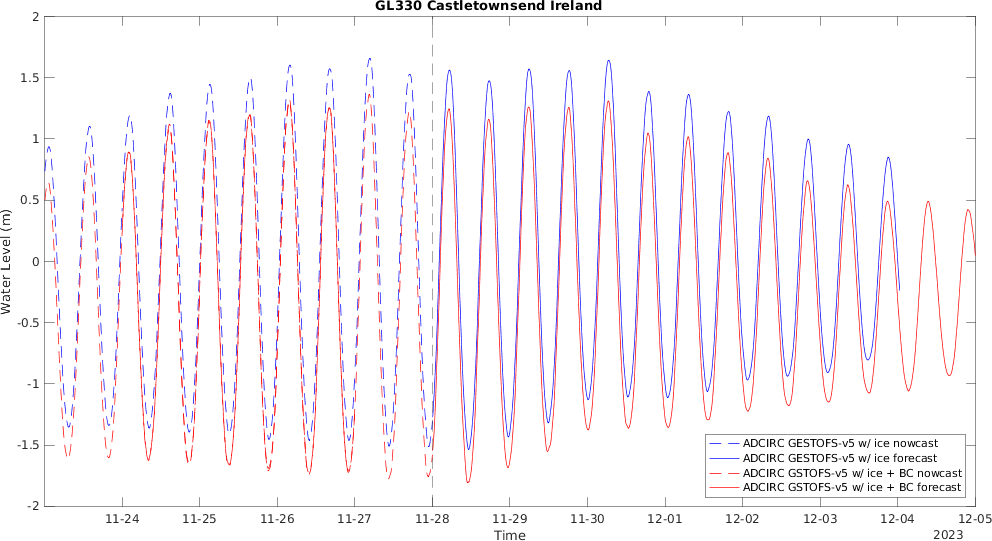 GL330 Castletownsend Ireland
2
1.5
1
0.5
0
-0.5
-1
-1.5
-2
Water Level (m)
ADCIRC GESTOFS-v5 w/ ice nowcast
ADCIRC GESTOFS-v5 w/ ice forecast
ADCIRC GSTOFS-v5 w/ ice + BC nowcast
ADCIRC GSTOFS-v5 w/ ice + BC forecast
11-24 11-25 11-26 11-27 11-28 11-29 11-30 12-01 12-02 12-03 12-04 12-05
Time
2023